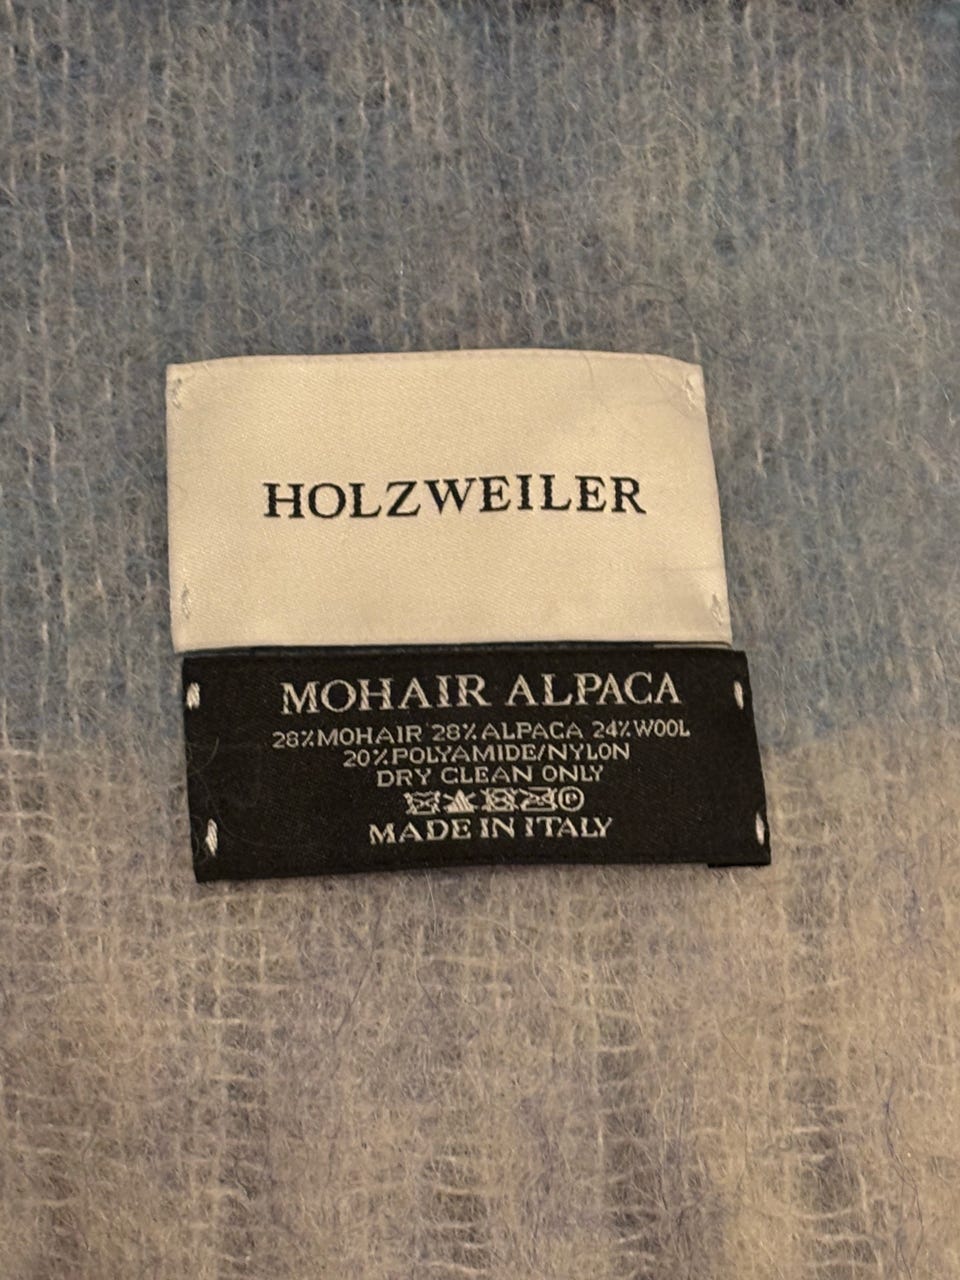 HOLZWEILER
MOHAIR ALPACA
28%MOHAIR 28%ALPACA 24%WOOL
20%POLYAMIDE/NYLON
DRY CLEAN ONLY
Ⓟ
MADE IN ITALY